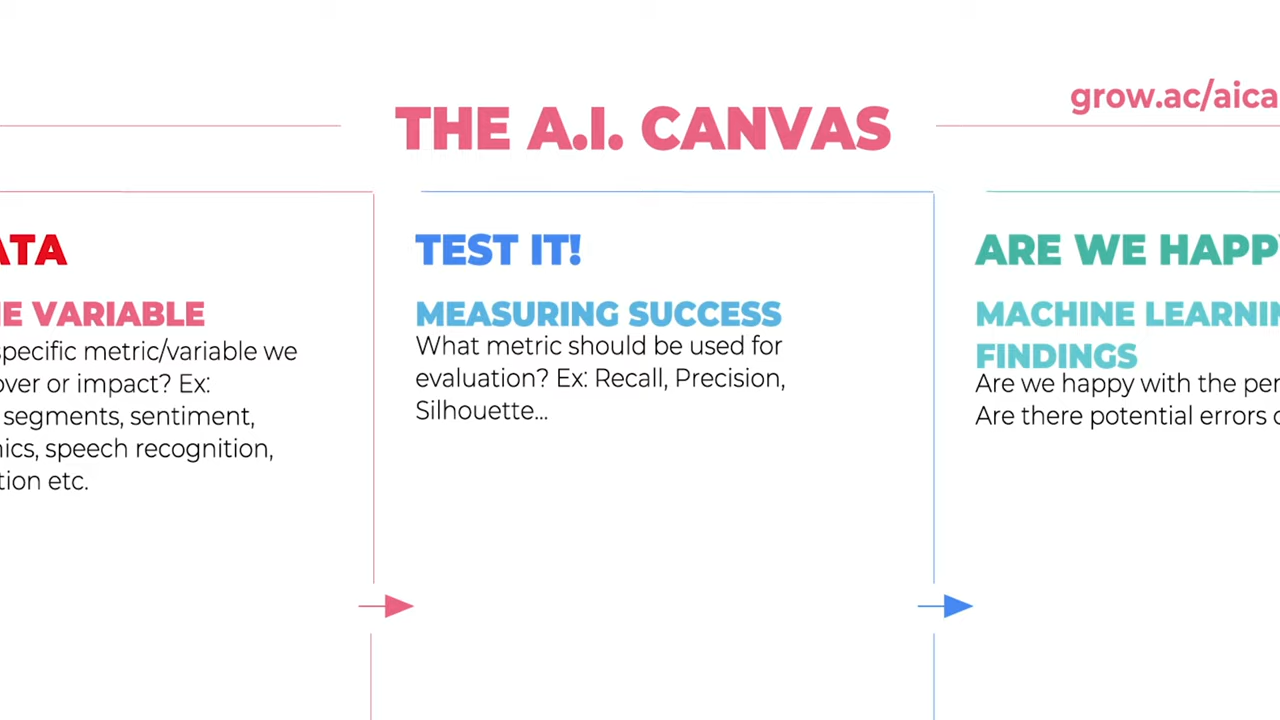 grow.ac/aica
THE A.I. CANVAS
ATA
E VARIABLE
specific metric/variable we
over or impact? Ex:
segments, sentiment,
ics, speech recognition,
tion etc.
TEST IT!
MEASURING SUCCESS
What metric should be used for
evaluation? Ex: Recall, Precision,
Silhouette...
ARE WE HAPPY
MACHINE LEARNIN
FINDINGS
Are we happy with the per
Are there potential errors